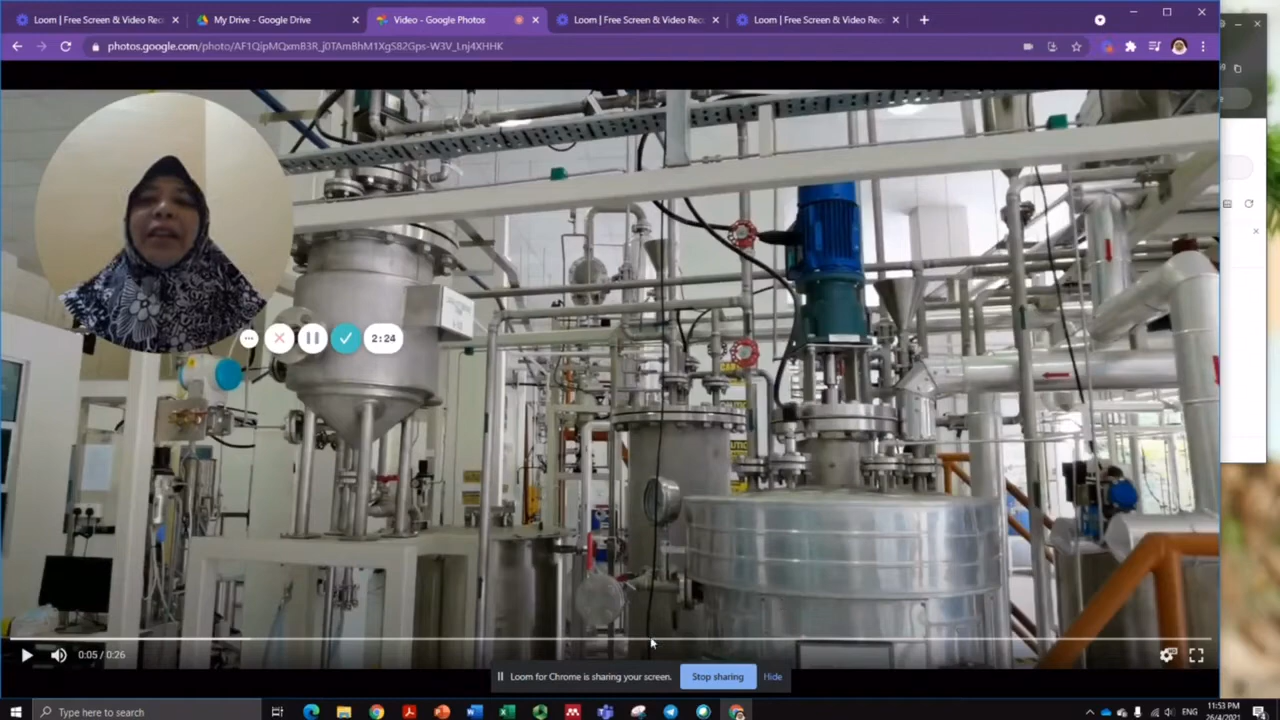 Loom | Free Screen & Video Rec
My Drive - Google Drive
Video - Google Photos
Loom | Free Screen & Video Rec
Loom | Free Screen & Video Rec
photos.google.com/photo/AF1QipMQxmB3R_j0TAmBhM1XgS82Gps-W3V_Lnj4XHHK
2:24
0:05 / 0:26
Loom for Chrome is sharing your screen.
Stop sharing
Hide
Type here to search
ENG
11:53 PM
26/4/2021